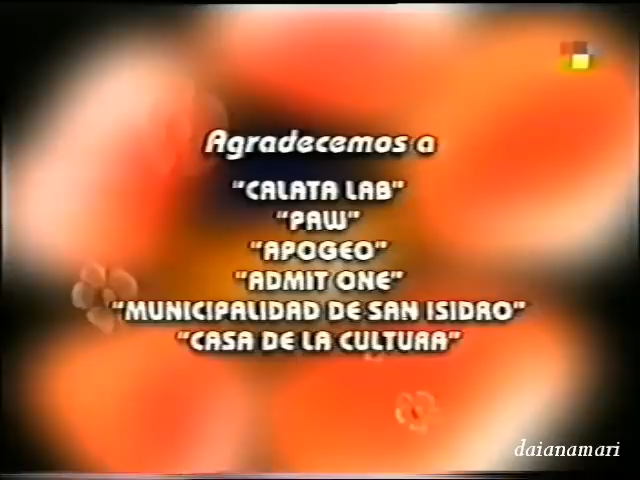 Agradecemos a
"CALATA LAB"
"PAW"
"APOGEO"
"ADMIT ONE"
"MUNICIPALIDAD DE SAN ISIDRO"
"CASA DE LA CULTURA"
daianamari